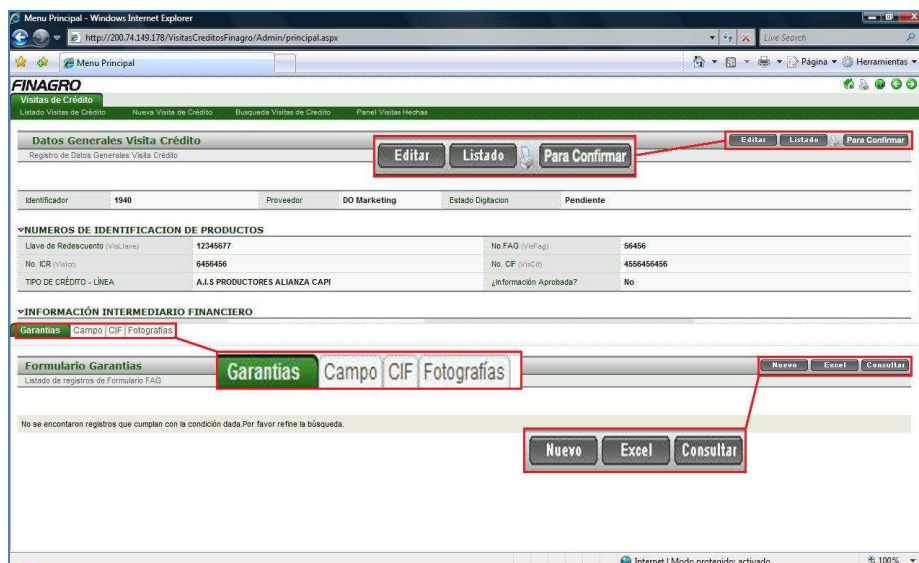 Menu Principal - Windows Internet Explorer
http://200.74.149.178/VisitasCreditosFinagro/Admin/principal.aspx
Live Search
Menu Principal
Página
Herramientas
FINAGRO
Visitas de Crédito
Listado Visitas de Crédito Nueva Visita de Crédito Busqueda Visitas de Credito Panel Visitas Hechas
Datos Generales Visita Crédito
Editar Listado Para Confirmar
Registro de Datos Generales Visita Crédito
Editar Listado Para Confirmar
Identificador 1940 Proveedor DO Marketing Estado Digitacion Pendiente
NUMEROS DE IDENTIFICACION DE PRODUCTOS
Llave de Redescuento (VisLlave) 12345677 No.FAG (VisFag) 56456
No. ICR (VisIcr) 6456456 No. CIF (VisCif) 4556456456
TIPO DE CRÉDITO - LÍNEA A.I.S PRODUCTORES ALIANZA CAPI ¿Información Aprobada? No
INFORMACIÓN INTERMEDIARIO FINANCIERO
Garantias Campo CIF Fotografías
Garantias Campo CIF Fotografías
Formulario Garantias
Nuevo Excel Consultar
Listado de registros de Formulario FAG
No se encontaron registros que cumplan con la condición dada.Por favor refine la búsqueda.
Nuevo Excel Consultar
Internet | Modo protegido: activado 100%